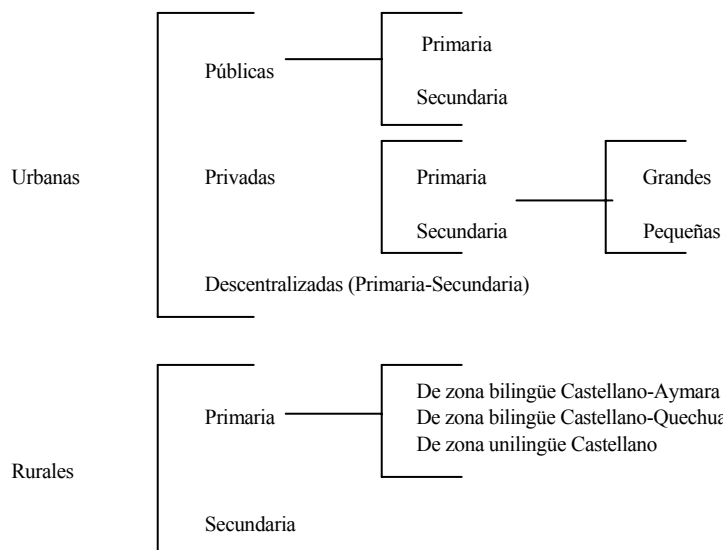 Urbanas
Públicas
Primaria
Secundaria
Privadas
Primaria
Secundaria
Grandes
Pequeñas
Descentralizadas (Primaria-Secundaria)
Rurales
Primaria
De zona bilingüe Castellano-Aymara
De zona bilingüe Castellano-Quechua
De zona unilingüe Castellano
Secundaria